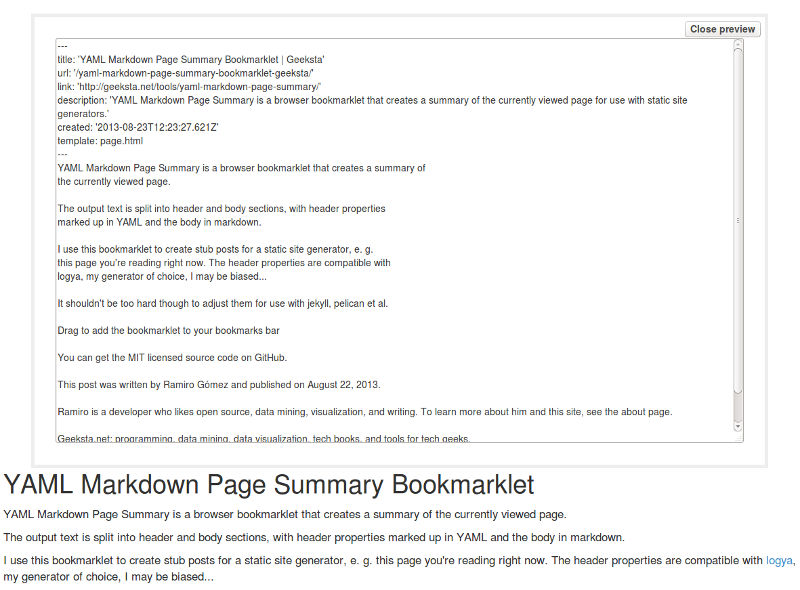 Close preview
---
title: 'YAML Markdown Page Summary Bookmarklet | Geeksta'
url: '/yaml-markdown-page-summary-bookmarklet-geeksta/'
link: 'http://geeksta.net/tools/yaml-markdown-page-summary/'
description: 'YAML Markdown Page Summary is a browser bookmarklet that creates a summary of the currently viewed page for use with static site
generators.'
created: '2013-08-23T12:23:27.621Z'
template: page.html
---
YAML Markdown Page Summary is a browser bookmarklet that creates a summary of
the currently viewed page.
The output text is split into header and body sections, with header properties
marked up in YAML and the body in markdown.
I use this bookmarklet to create stub posts for a static site generator, e. g.
this page you're reading right now. The header properties are compatible with
logya, my generator of choice, I may be biased...
It shouldn't be too hard though to adjust them for use with jekyll, pelican et al.
Drag to add the bookmarklet to your bookmarks bar
You can get the MIT licensed source code on GitHub.
This post was written by Ramiro Gómez and published on August 22, 2013.
Ramiro is a developer who likes open source, data mining, visualization, and writing. To learn more about him and this site, see the about page.
Geeksta.net: programming, data mining, data visualization, tech books, and tools for tech geeks.
YAML Markdown Page Summary Bookmarklet
YAML Markdown Page Summary is a browser bookmarklet that creates a summary of the currently viewed page.
The output text is split into header and body sections, with header properties marked up in YAML and the body in markdown.
I use this bookmarklet to create stub posts for a static site generator, e. g. this page you're reading right now. The header properties are compatible with logya,
my generator of choice, I may be biased...